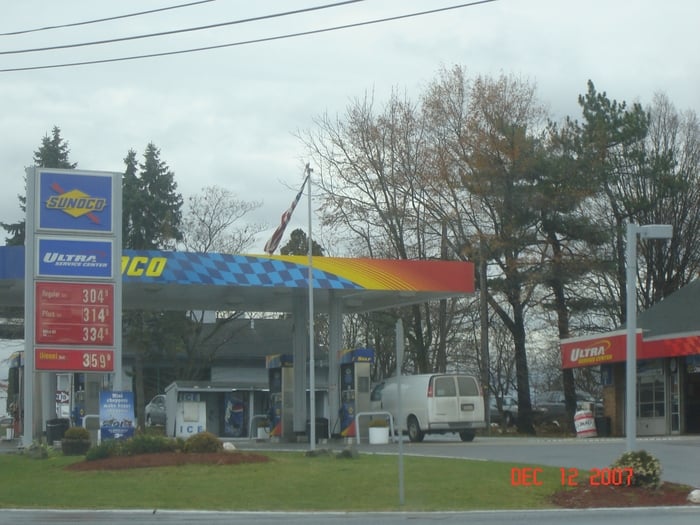 SUNOCO
ULTRA
SERVICE CENTER
Regular 304 9
Plus 314 9
334 9
Diesel 359 9
OCO
ICE
ICE
ULTRA
SERVICE CENTER
DEC 12 2007